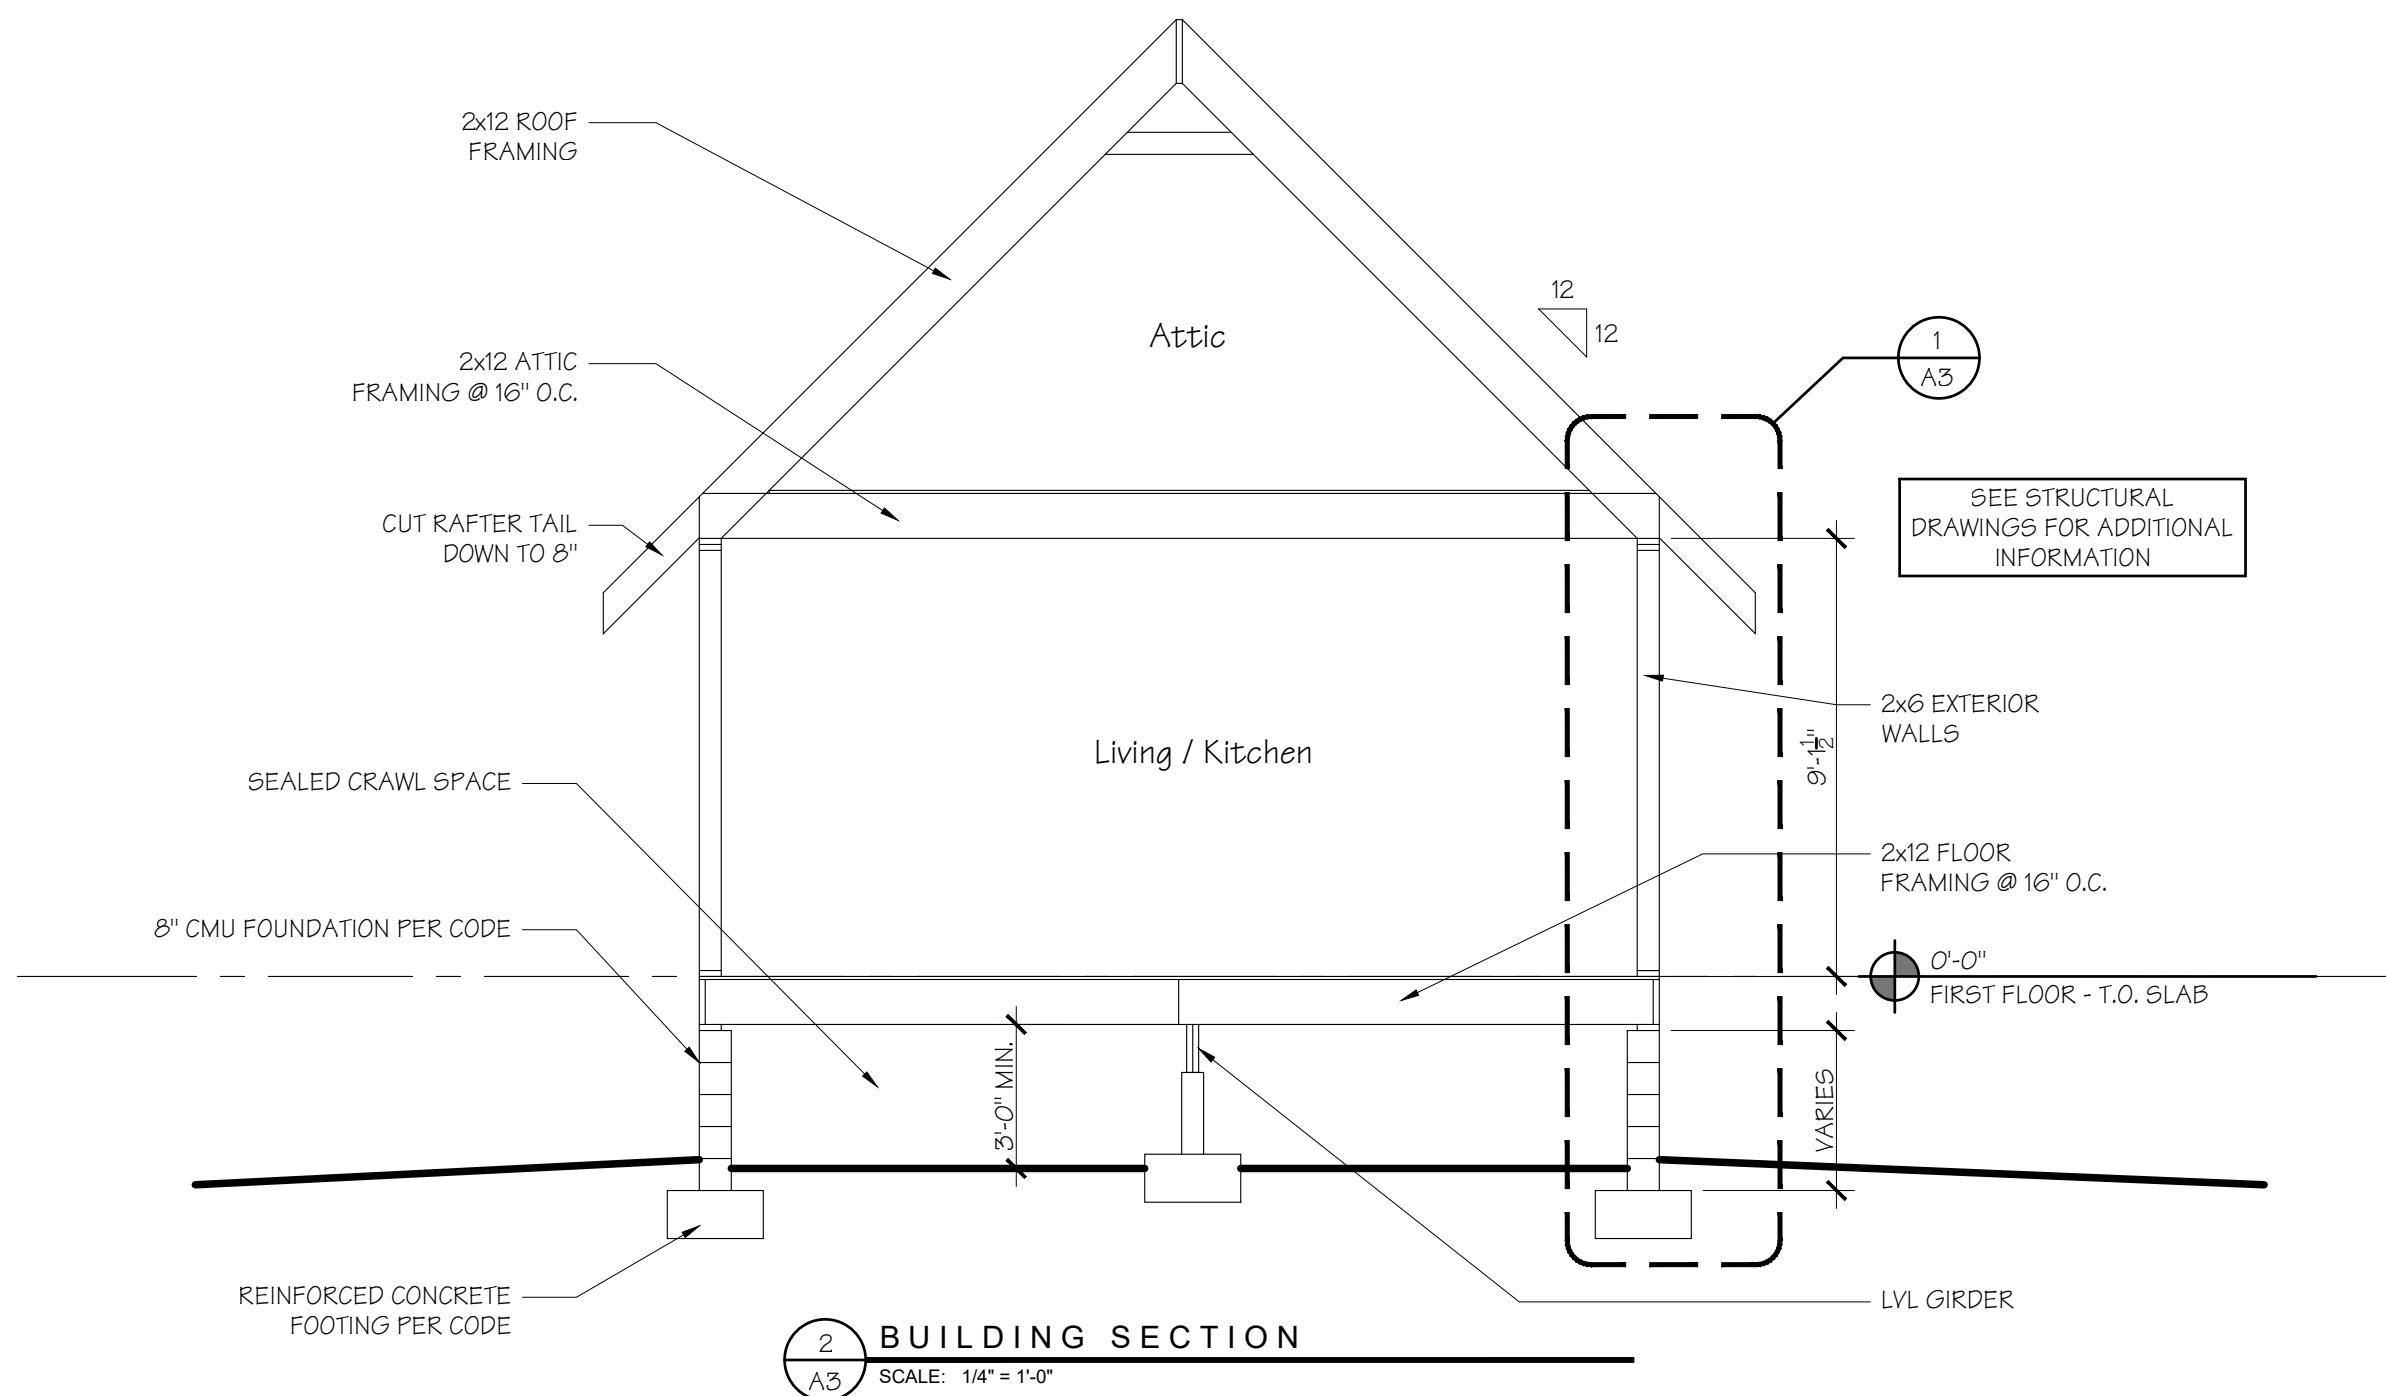 2x12 ROOF
FRAMING
12
12
Attic
1
A3
2x12 ATTIC
FRAMING @ 16" O.C.
SEE STRUCTURAL
DRAWINGS FOR ADDITIONAL
INFORMATION
CUT RAFTER TAIL
DOWN TO 8"
2x6 EXTERIOR
WALLS
9'-1½"
Living / Kitchen
SEALED CRAWL SPACE
2x12 FLOOR
FRAMING @ 16" O.C.
8" CMU FOUNDATION PER CODE
0'-0"
FIRST FLOOR - T.O. SLAB
3'-0" MIN.
VARIES
REINFORCED CONCRETE
FOOTING PER CODE
LVL GIRDER
2
A3
BUILDING SECTION
SCALE: 1/4" = 1'-0"